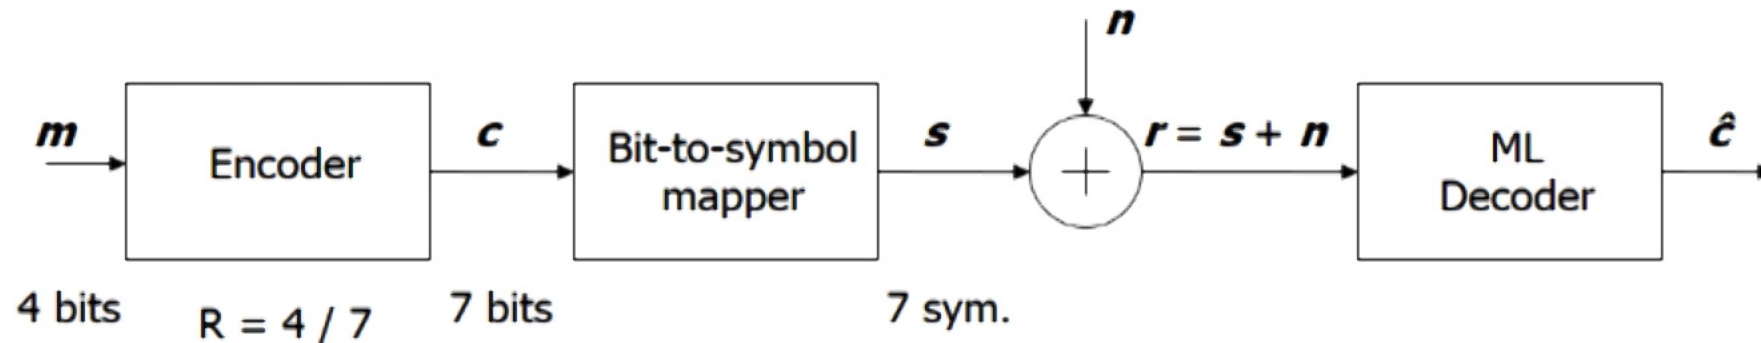 n
m
Encoder
c
Bit-to-symbol
mapper
s
+
r = s + n
ML
Decoder
ĉ
4 bits
R = 4 / 7
7 bits
7 sym.